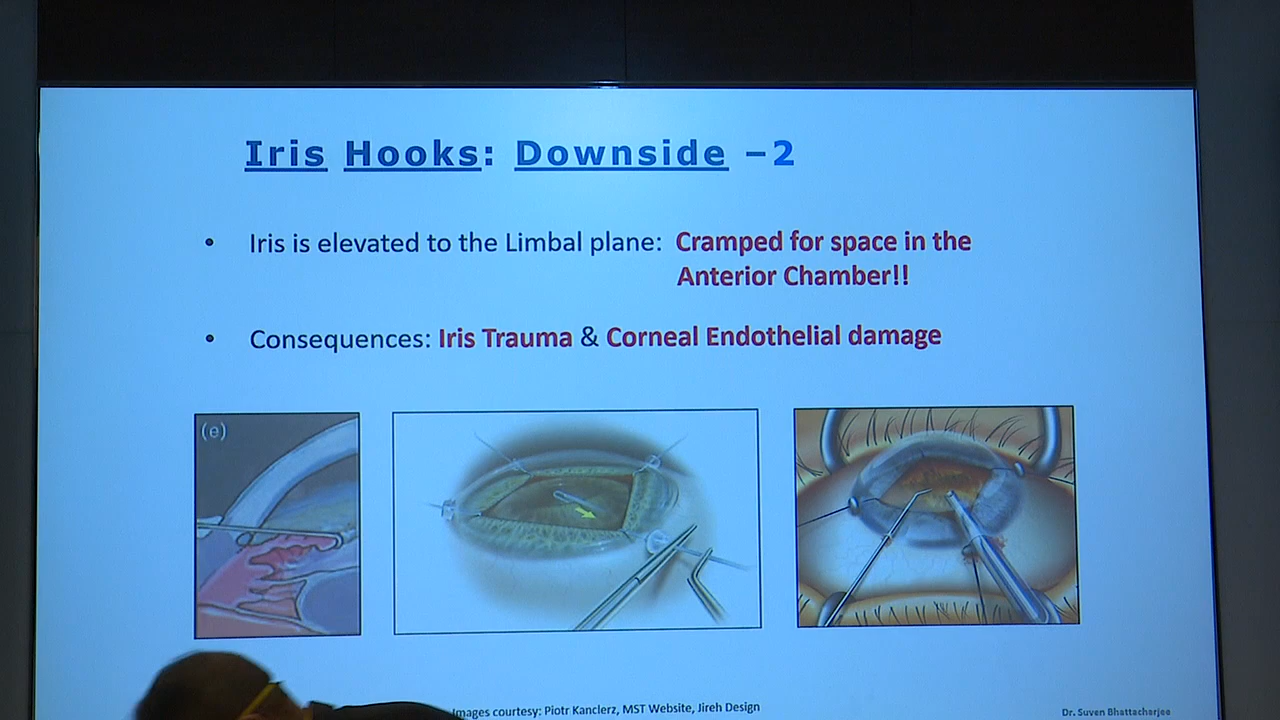 Iris Hooks: Downside –2
• Iris is elevated to the Limbal plane: Cramped for space in the
Anterior Chamber!!
• Consequences: Iris Trauma & Corneal Endothelial damage
(e)
Images courtesy: Piotr Kanclerz, MST Website, Jireh Design
Dr. Suven Bhattacharjee